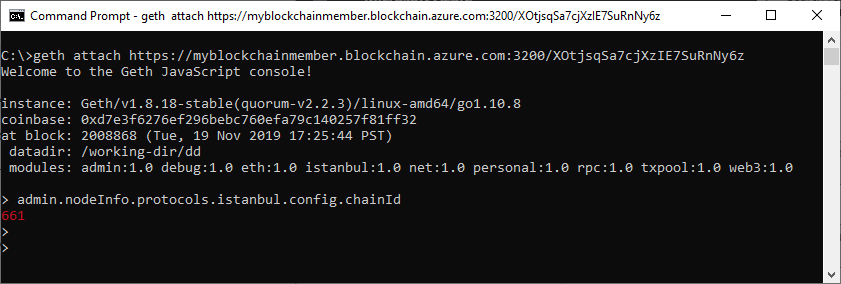 Command Prompt - geth attach https://myblockchainmember.blockchain.azure.com:3200/XOtjsqSa7cjXzIE7SuRnNy6z
C:\>geth attach https://myblockchainmember.blockchain.azure.com:3200/XOtjsqSa7cjXzIE7SuRnNy6z
Welcome to the Geth JavaScript console!
instance: Geth/v1.8.18-stable(quorum-v2.2.3)/linux-amd64/go1.10.8
coinbase: 0xd7e3f6276ef296bebc760efa79c140257f81ff32
at block: 2008868 (Tue, 19 Nov 2019 17:25:44 PST)
 datadir: /working-dir/dd
 modules: admin:1.0 debug:1.0 eth:1.0 istanbul:1.0 net:1.0 personal:1.0 rpc:1.0 txpool:1.0 web3:1.0
> admin.nodeInfo.protocols.istanbul.config.chainId
661
>
>